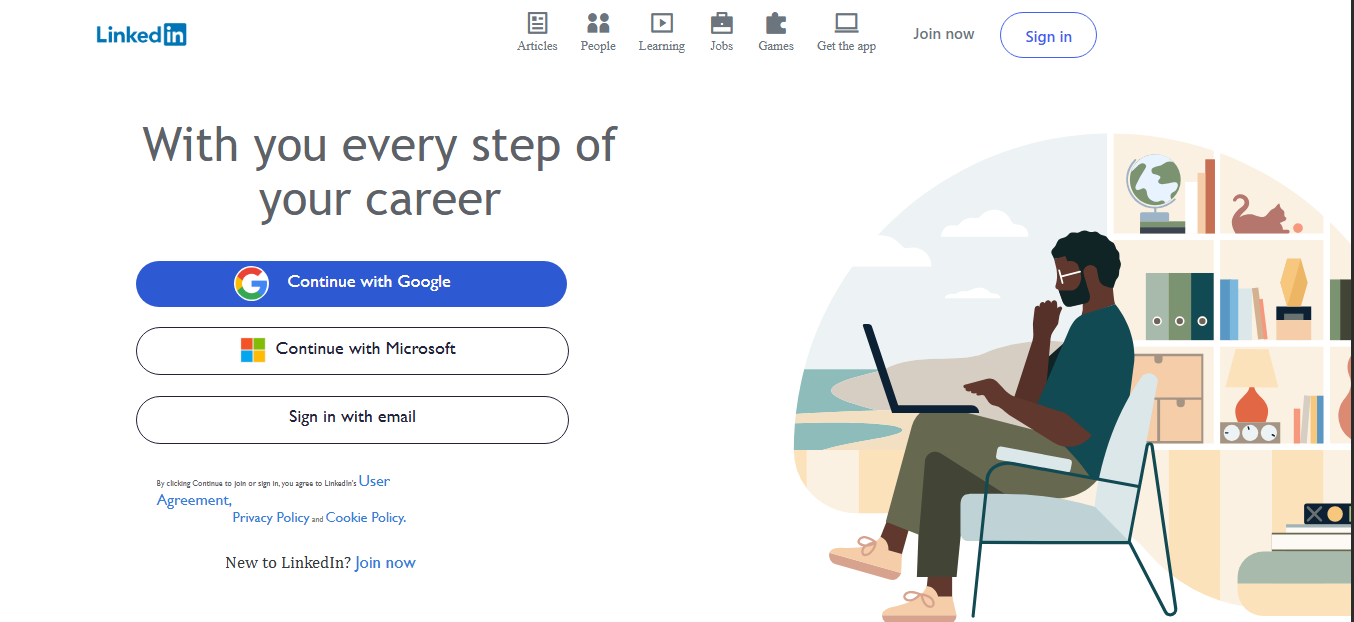 Linked in
Articles People Learning Jobs Games Get the app Join now Sign in
With you every step of
your career
Continue with Google
Continue with Microsoft
Sign in with email
By clicking Continue to join or sign in, you agree to LinkedIn's User
Agreement,
Privacy Policy and Cookie Policy.
New to LinkedIn? Join now